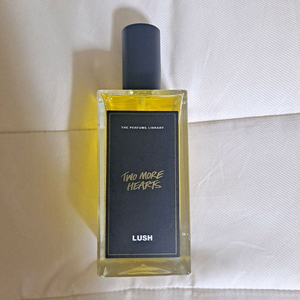 THE PERFUME LIBRARY
TWO MORE
HEARTS
LUSH